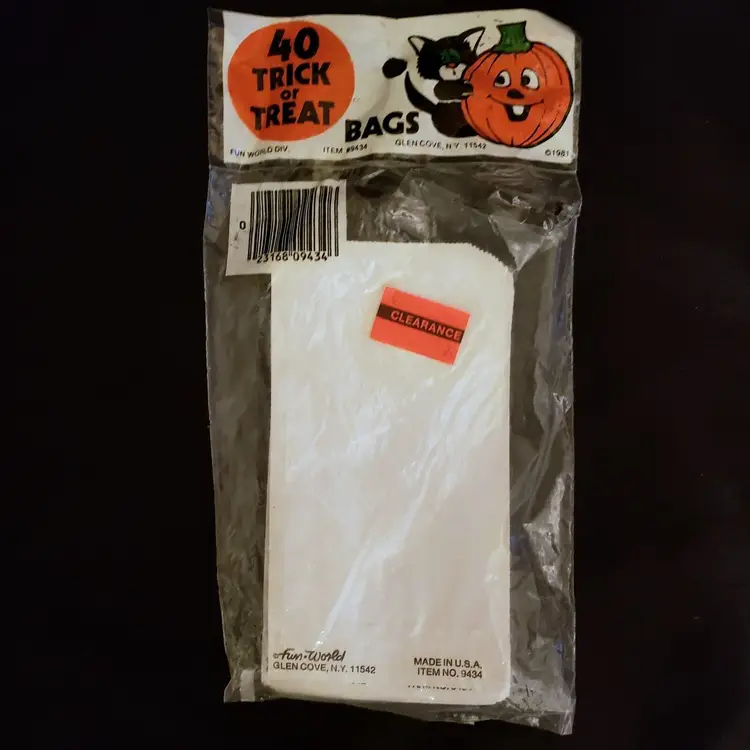 40
TRICK
or
TREAT
BAGS
FUN WORLD DIV. ITEM #9434 GLEN COVE, N.Y. 11542 ©1981
0
23168 09434
CLEARANCE
Fun-World
GLEN COVE, N.Y. 11542
MADE IN U.S.A.
ITEM NO. 9434